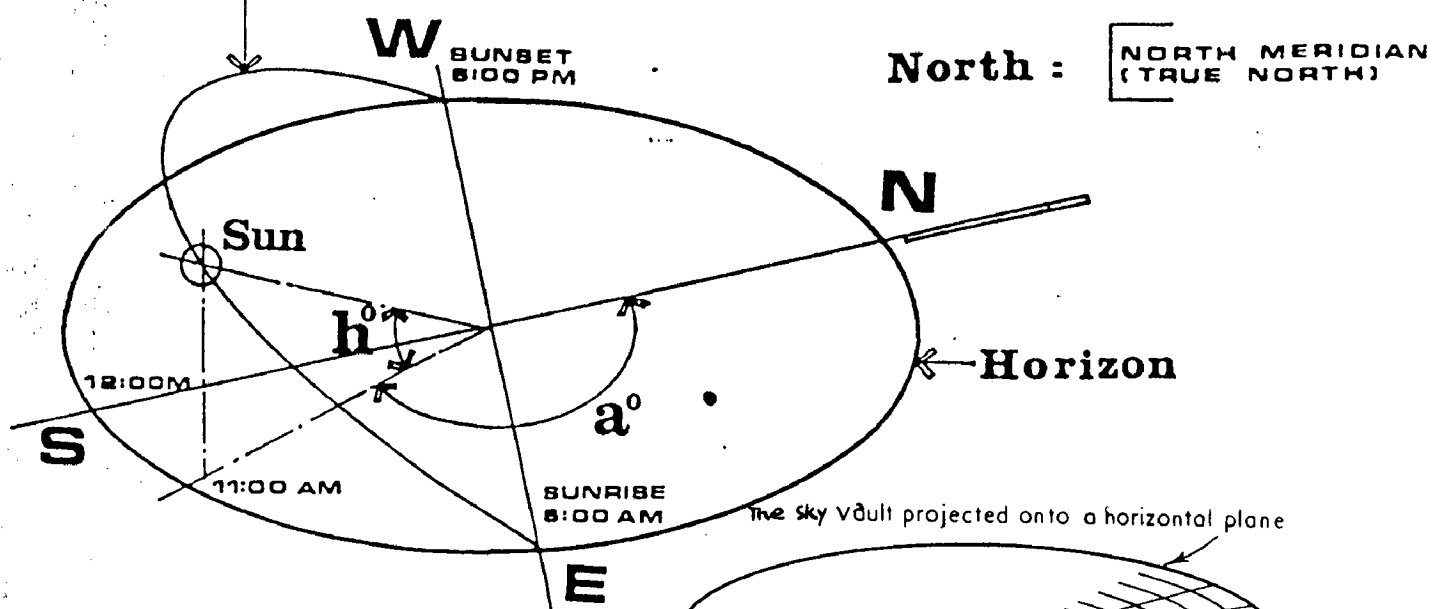 W
SUNSET
6:00 PM
North :
NORTH MERIDIAN
(TRUE NORTH)
N
Sun
h°
12:00M
Horizon
a°
S
11:00 AM
SUNRISE
6:00 AM
The sky vault projected onto a horizontal plane
E